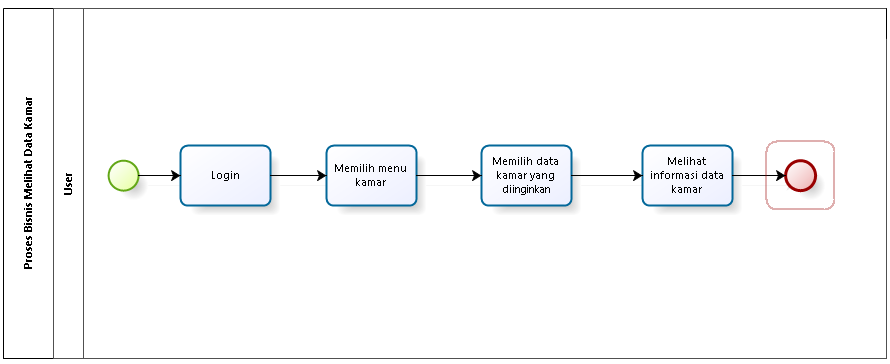 Proses Bisnis Melihat Data Kamar
User
Login
Memilih menu
kamar
Memilih data
kamar yang
diinginkan
Melihat
informasi data
kamar